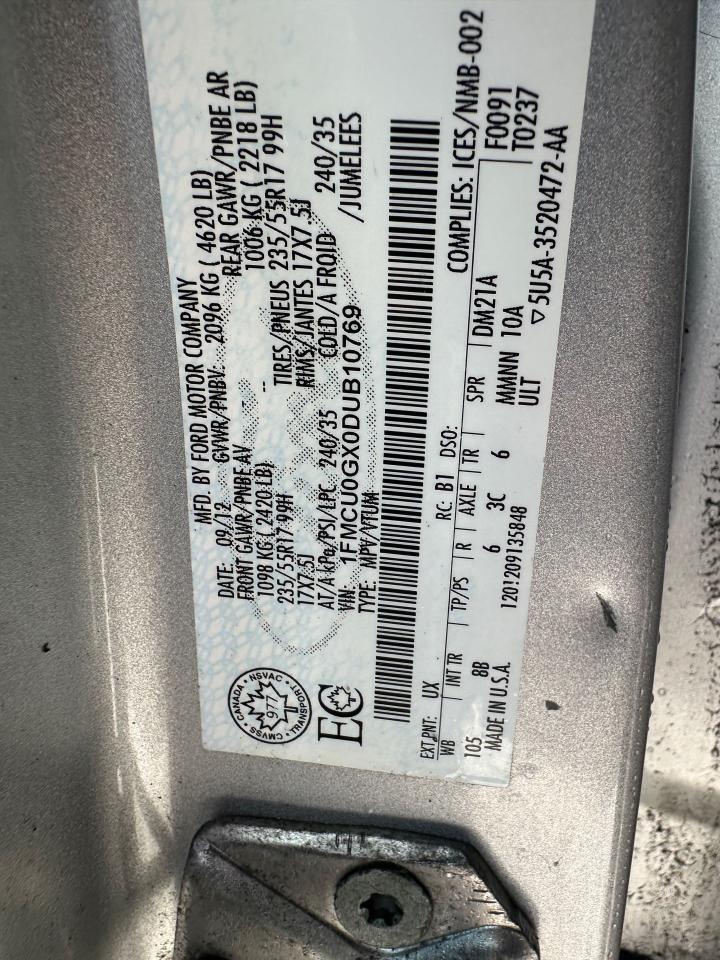 MFD. BY FORD MOTOR COMPANY
DATE: 09/12 GVWR/PNBV: 2096 KG ( 4620 LB)
FRONT GAWR/PNBE AV REAR GAWR/PNBE AR
1098 KG ( 2420 LB) -- 1006 KG ( 2218 LB)
235/55R17 99H TIRES/PNEUS 235/55R17 99H
17X7.5J RIMS/JANTES 17X7.5J
AT/A kPa/PSI/LPC 240/35 COLD/A FROID 240/35
VIN: 1FMCU0GX0DUB10769 /JUMELEES
TYPE: MPV/VTUM
CANADA • NSVAC • TRANSPORT • CMVSS
977
EC
EXT PNT: UX RC: B1 DSO: COMPLIES: ICES/NMB-002
WB INT TR TP/PS R AXLE TR SPR DM21A F0091
105 8B 6 3C 6 MMMNN 10A T0237
MADE IN U.S.A. 1201209135848 ULT
▽5U5A-3520472-AA